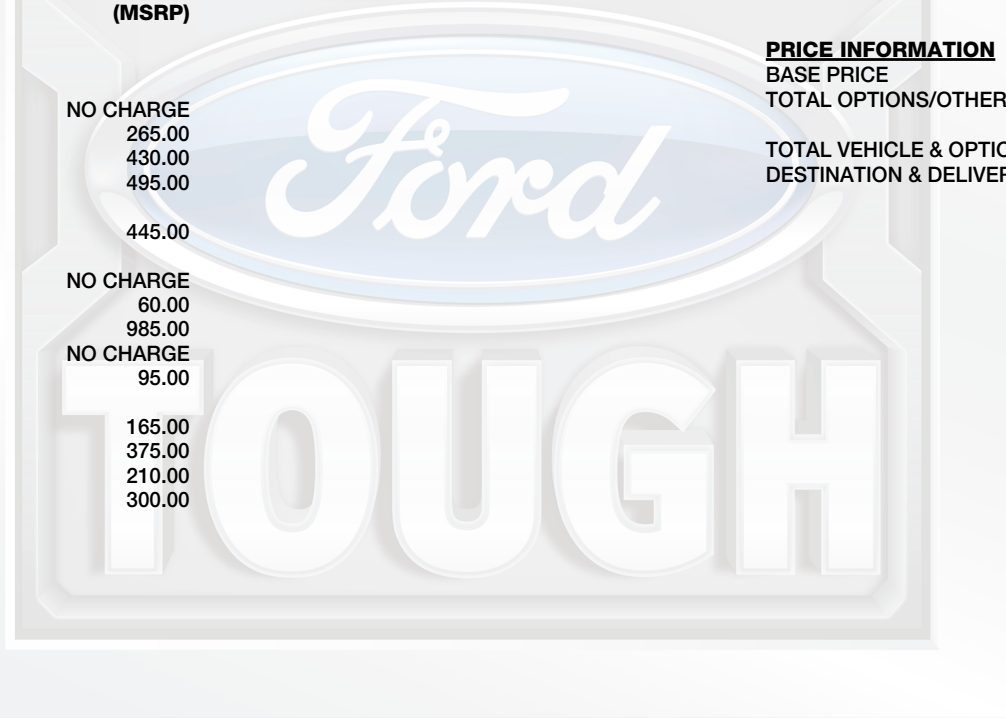 (MSRP)
NO CHARGE
265.00
430.00
495.00
445.00
NO CHARGE
60.00
985.00
NO CHARGE
95.00
165.00
375.00
210.00
300.00
PRICE INFORMATION
BASE PRICE
TOTAL OPTIONS/OTHER
TOTAL VEHICLE & OPTIO
DESTINATION & DELIVER
Ford
TOUGH